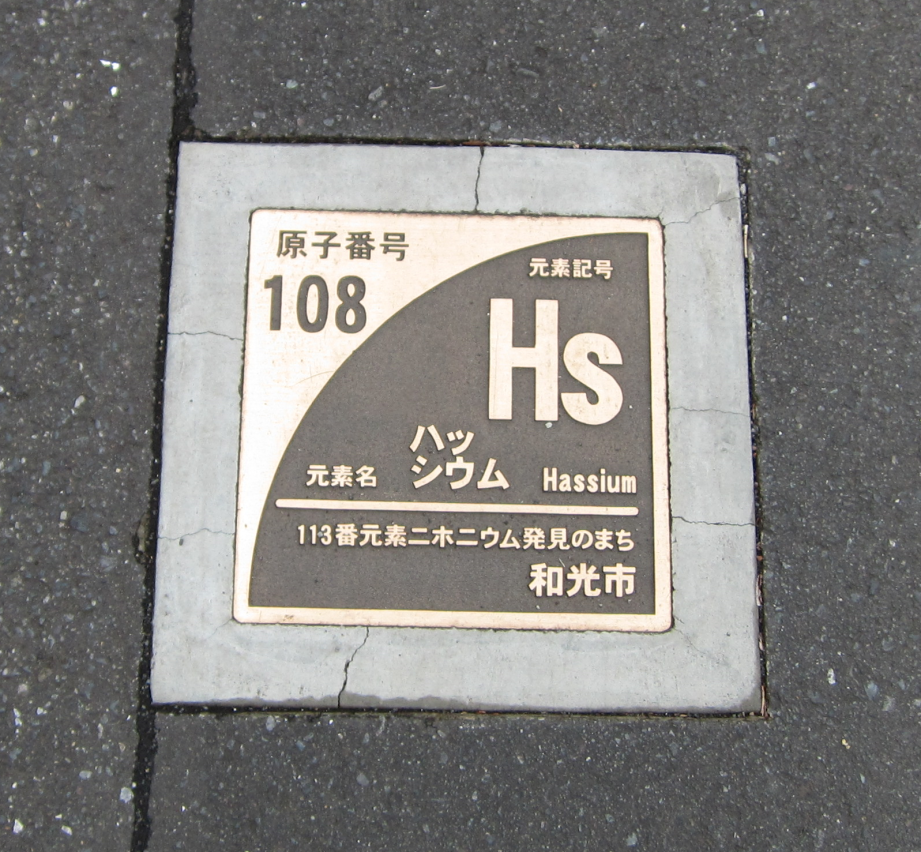 原子番号
108
元素記号
Hs
元素名
ハッ
シウム
Hassium
113番元素ニホニウム発見のまち
和光市